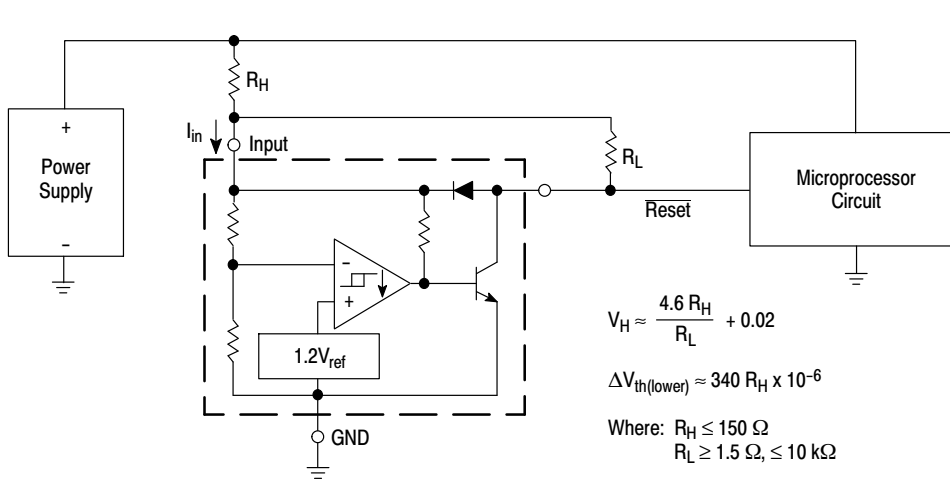 R_H
I_in
Input
+
Power
Supply
–
R_L
Microprocessor
Circuit
Reset
–
+
1.2V_ref
GND
V_H ≈ 4.6 R_H / R_L + 0.02
ΔV_th(lower) ≈ 340 R_H x 10^–6
Where: R_H ≤ 150 Ω
R_L ≥ 1.5 Ω, ≤ 10 kΩ